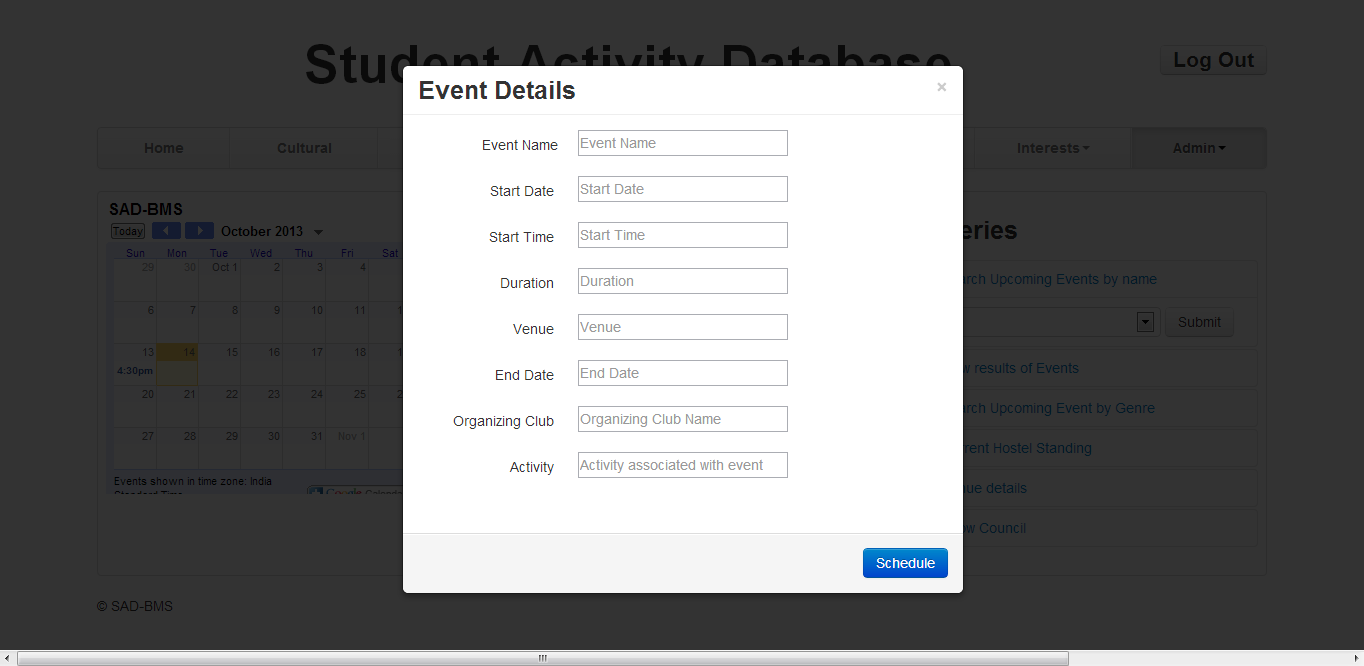 Student Activity Database
Log Out
Home
Cultural
Interests
Admin
Event Details
×
Event Name
Event Name
Start Date
Start Date
Start Time
Start Time
Duration
Duration
Venue
Venue
End Date
End Date
Organizing Club
Organizing Club Name
Activity
Activity associated with event
Schedule
SAD-BMS
Today
October 2013
Sun Mon Tue Wed Thu Fri Sat
29 30 Oct 1 2 3 4
6 7 8 9 10 11
13 14 15 16 17 18
4:30pm
20 21 22 23 24 25
27 28 29 30 31 Nov 1
Events shown in time zone: India
Standard Time
Google Calendar
Upcoming Events by name
Submit
results of Events
Upcoming Event by Genre
Hostel Standing
details
Council
© SAD-BMS